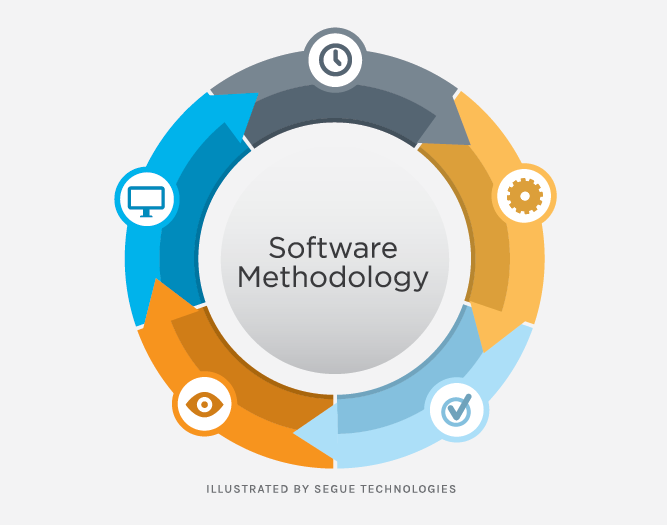 Software
Methodology
ILLUSTRATED BY SEGUE TECHNOLOGIES